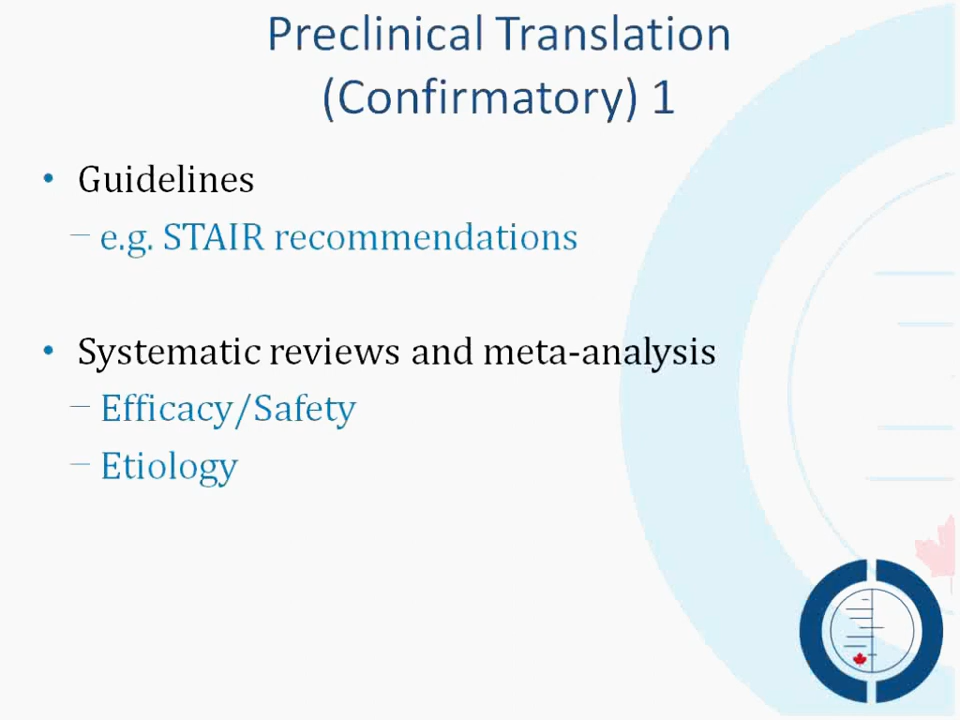 Preclinical Translation
(Confirmatory) 1
• Guidelines
– e.g. STAIR recommendations
• Systematic reviews and meta-analysis
– Efficacy/Safety
– Etiology